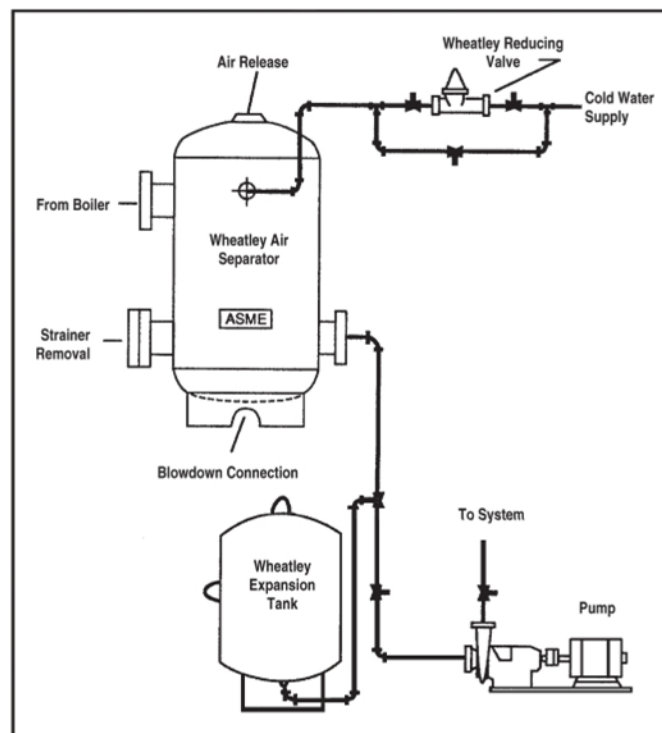 Wheatley Reducing
Valve
Air Release
Cold Water
Supply
From Boiler
Wheatley Air
Separator
ASME
Strainer
Removal
Blowdown Connection
To System
Wheatley
Expansion
Tank
Pump